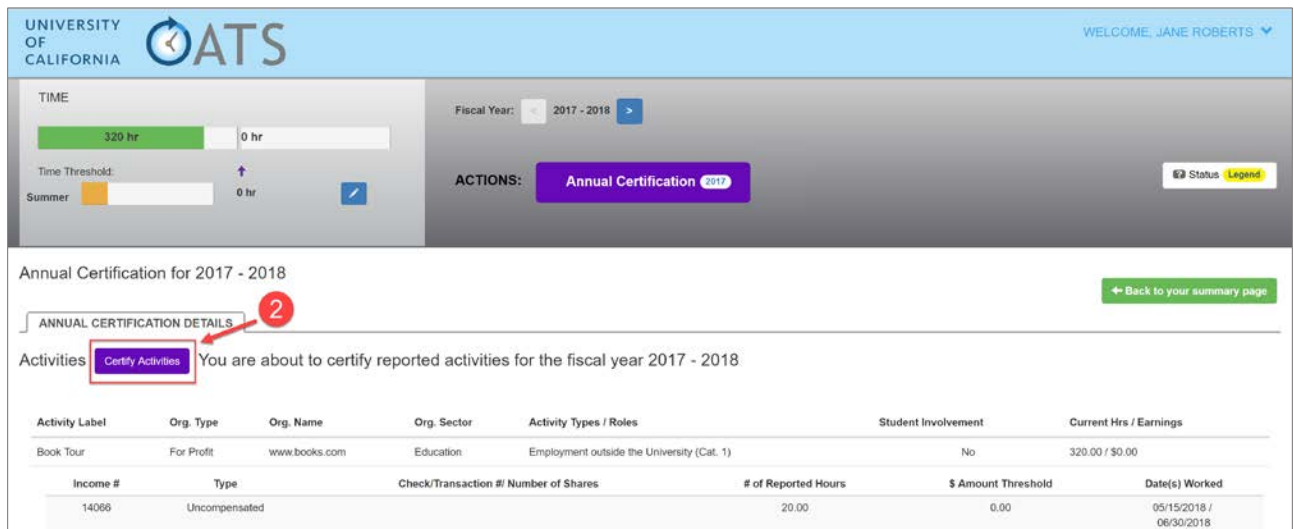 UNIVERSITY
OF
CALIFORNIA
OATS
WELCOME, JANE ROBERTS
TIME
320 hr 0 hr
Time Threshold:
Summer 0 hr
Fiscal Year: < 2017 - 2018 >
ACTIONS: Annual Certification 2017
Status Legend
Annual Certification for 2017 - 2018
Back to your summary page
2
ANNUAL CERTIFICATION DETAILS
Activities Certify Activities You are about to certify reported activities for the fiscal year 2017 - 2018
Activity Label Org. Type Org. Name Org. Sector Activity Types / Roles Student Involvement Current Hrs / Earnings
Book Tour For Profit www.books.com Education Employment outside the University (Cat. 1) No 320.00 / $0.00
Income # Type Check/Transaction #/ Number of Shares # of Reported Hours $ Amount Threshold Date(s) Worked
14066 Uncompensated 20.00 0.00 05/15/2018 /
06/30/2018